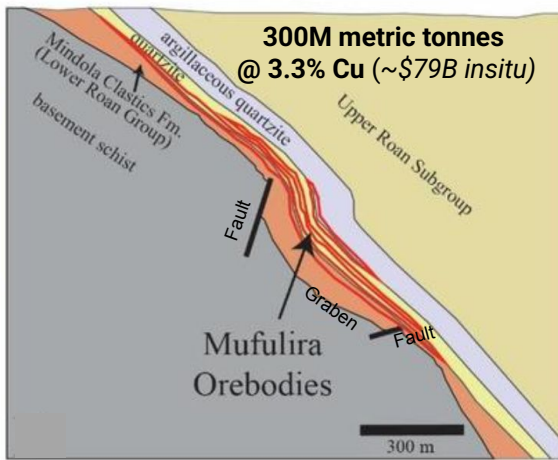 300M metric tonnes
@ 3.3% Cu (~$79B insitu)
quartzite
argillaceous quartzite
Mindola Clastics Fm.
(Lower Roan Group)
basement schist
Upper Roan Subgroup
Fault
Graben
Fault
Mufulira
Orebodies
300 m